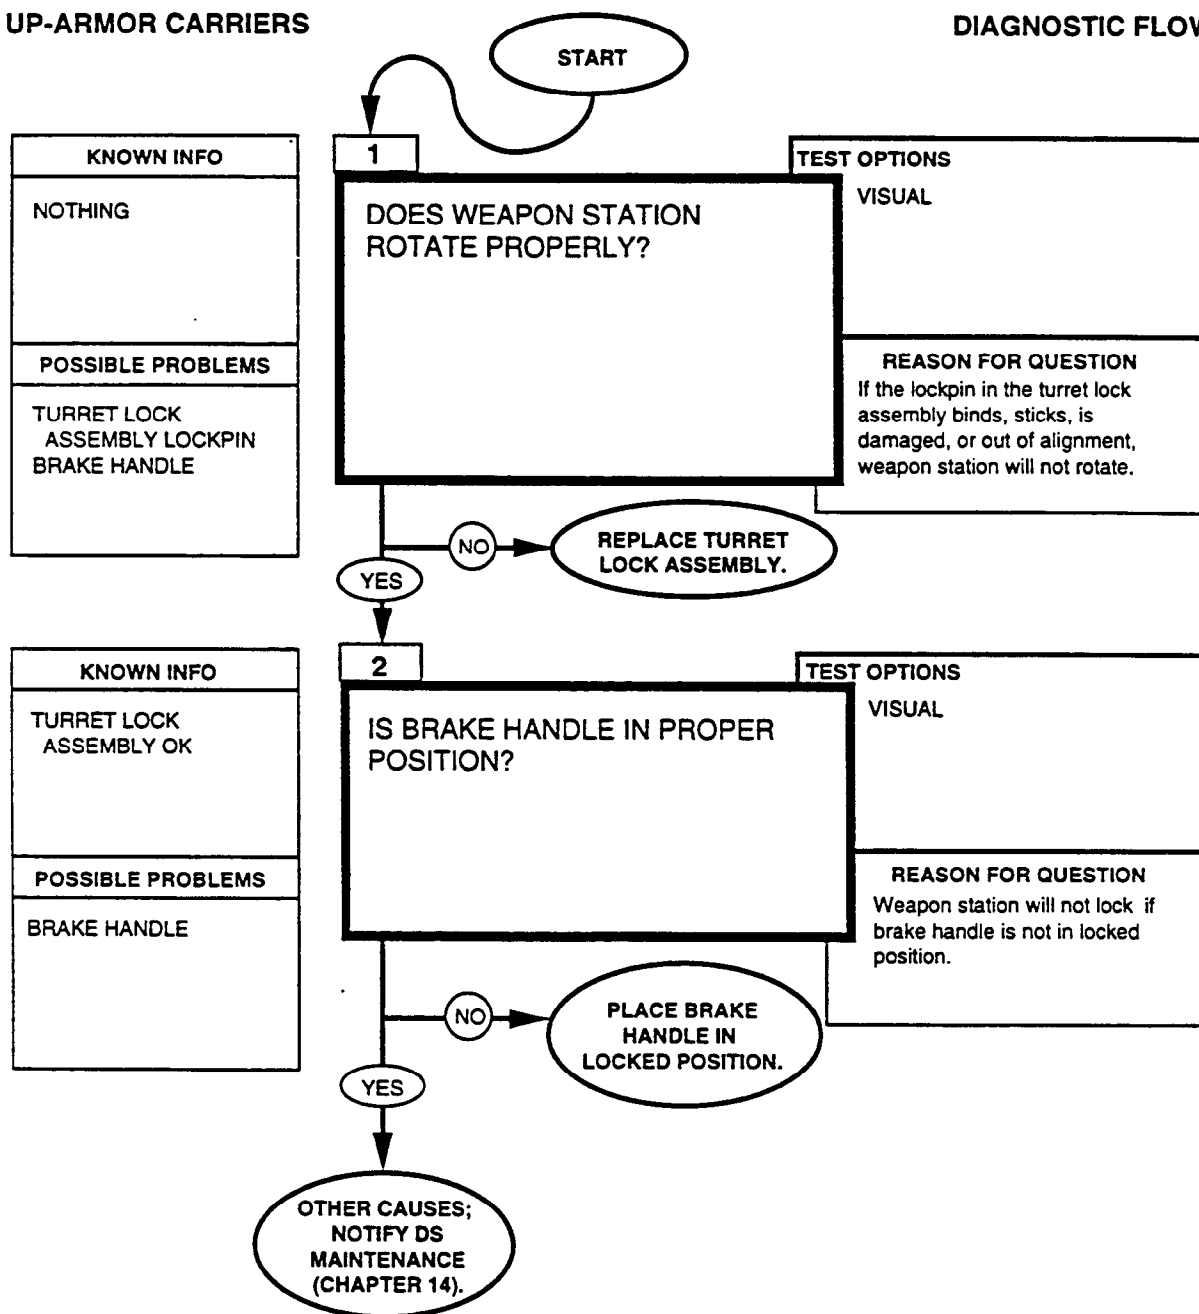 UP-ARMOR CARRIERS
DIAGNOSTIC FLOW
START
KNOWN INFO
NOTHING
POSSIBLE PROBLEMS
TURRET LOCK
ASSEMBLY LOCKPIN
BRAKE HANDLE
1
DOES WEAPON STATION
ROTATE PROPERLY?
TEST OPTIONS
VISUAL
REASON FOR QUESTION
If the lockpin in the turret lock
assembly binds, sticks, is
damaged, or out of alignment,
weapon station will not rotate.
NO
REPLACE TURRET
LOCK ASSEMBLY.
YES
KNOWN INFO
TURRET LOCK
ASSEMBLY OK
POSSIBLE PROBLEMS
BRAKE HANDLE
2
IS BRAKE HANDLE IN PROPER
POSITION?
TEST OPTIONS
VISUAL
REASON FOR QUESTION
Weapon station will not lock if
brake handle is not in locked
position.
NO
PLACE BRAKE
HANDLE IN
LOCKED POSITION.
YES
OTHER CAUSES;
NOTIFY DS
MAINTENANCE
(CHAPTER 14).